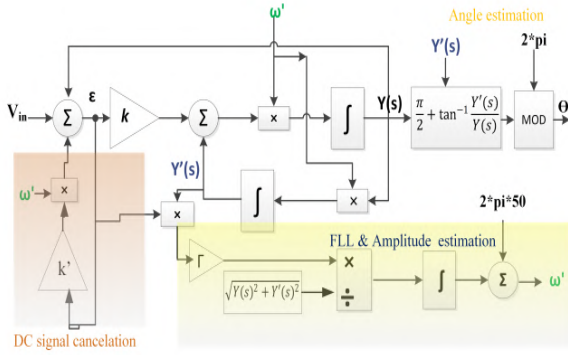 Angle estimation
ω'
Y'(s)
2*pi
V_in
Σ
ε
k
Σ
×
∫
Y(s)
π/2 + tan⁻¹ Y'(s)/Y(s)
MOD
Θ
Y'(s)
ω'
×
×
∫
×
2*pi*50
FLL & Amplitude estimation
k'
Γ
×
÷
√Y(s)² + Y'(s)²
∫
Σ
ω'
DC signal cancelation